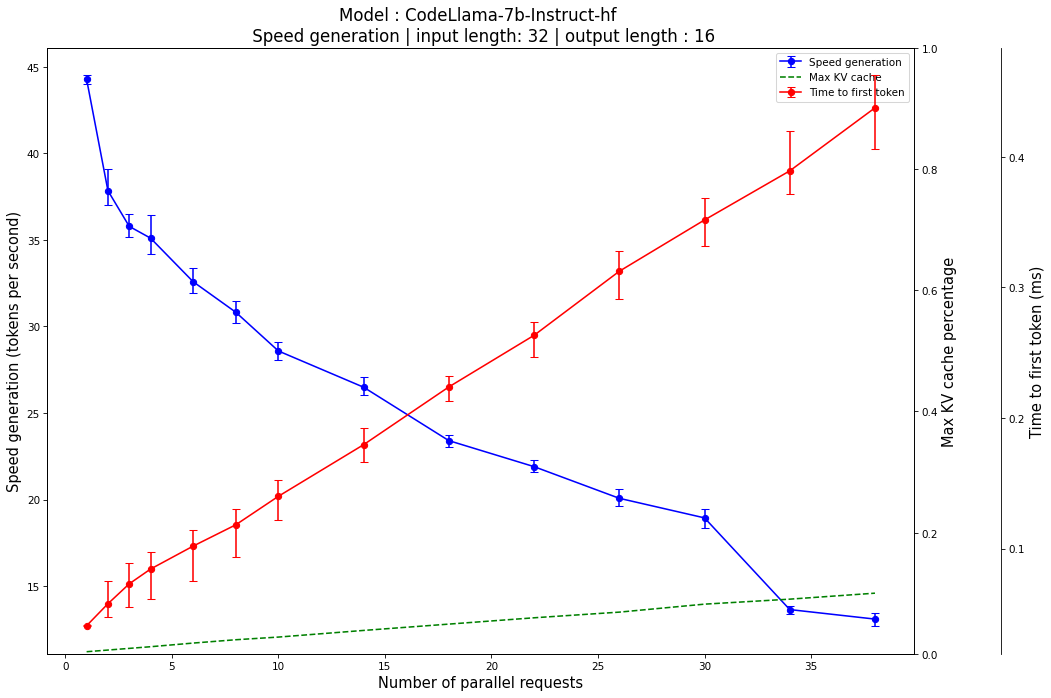 Model : CodeLlama-7b-Instruct-hf
Speed generation | input length: 32 | output length : 16
Speed generation
Max KV cache
Time to first token
Speed generation (tokens per second)
45
40
35
30
25
20
15
0
5
10
15
20
25
30
35
Number of parallel requests
1.0
0.8
0.6
0.4
0.2
0.0
Max KV cache percentage
0.4
0.3
0.2
0.1
Time to first token (ms)